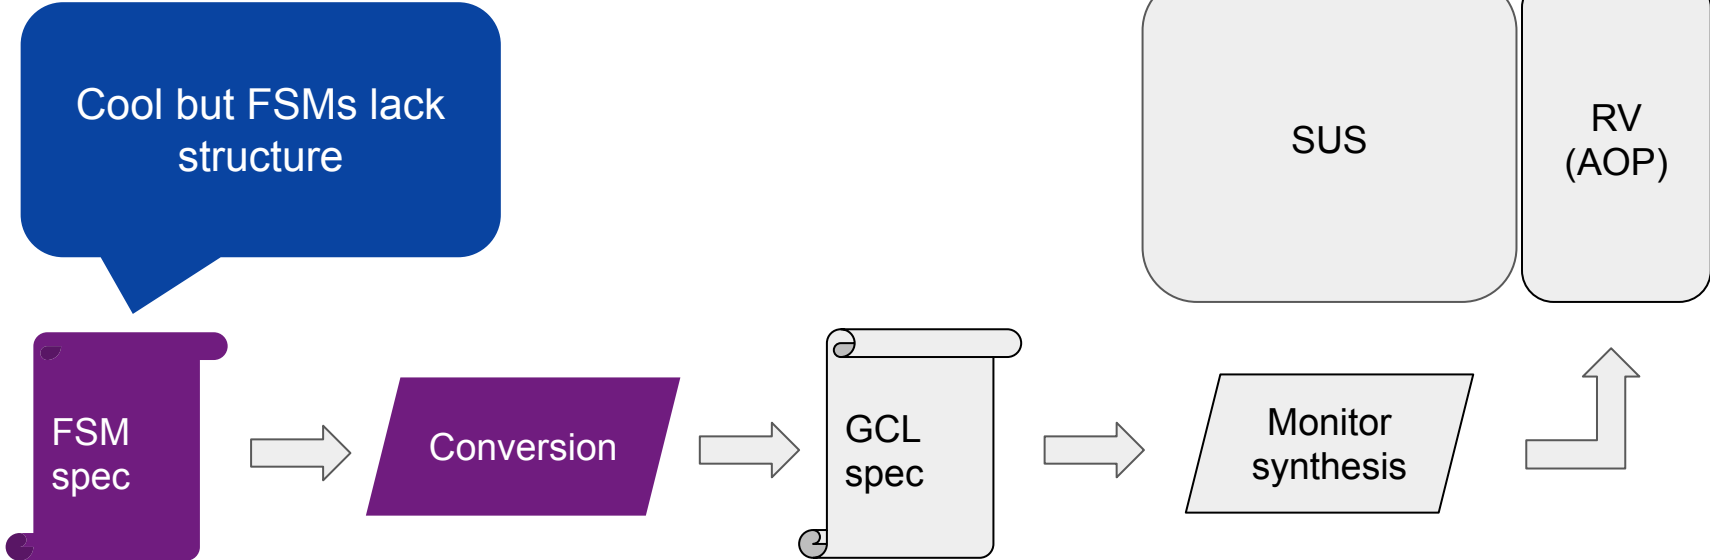 Cool but FSMs lack
structure
SUS
RV
(AOP)
FSM
spec
Conversion
GCL
spec
Monitor
synthesis